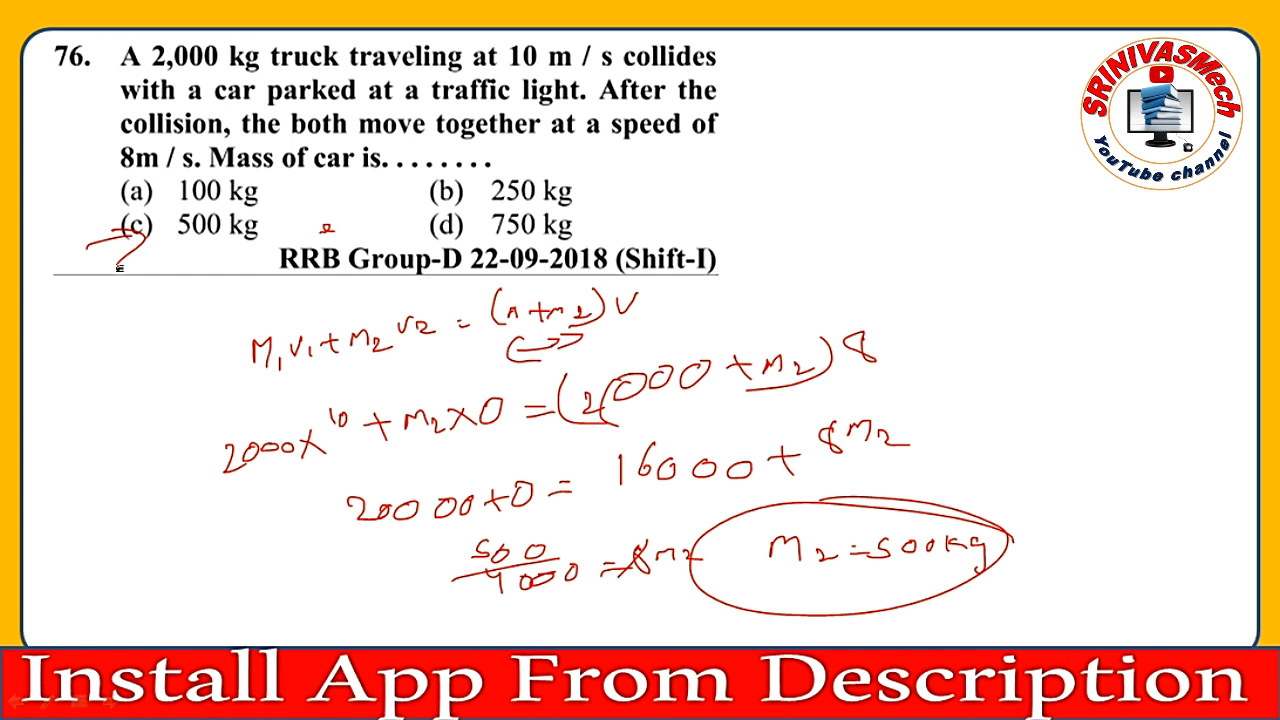 76. A 2,000 kg truck traveling at 10 m / s collides
with a car parked at a traffic light. After the
collision, the both move together at a speed of
8m / s. Mass of car is. . . . . . . .
(a) 100 kg (b) 250 kg
(c) 500 kg (d) 750 kg
RRB Group-D 22-09-2018 (Shift-I)
SRINIVASMech
YouTube channel
M₁V₁ + M₂V₂ = (M + M₂) V
2000 × 10 + M₂ × 0 = (2000 + M₂) 8
20000 + 0 = 16000 + 8M₂
500
4000 = 8M₂
M₂ = 500 kg
Install App From Description